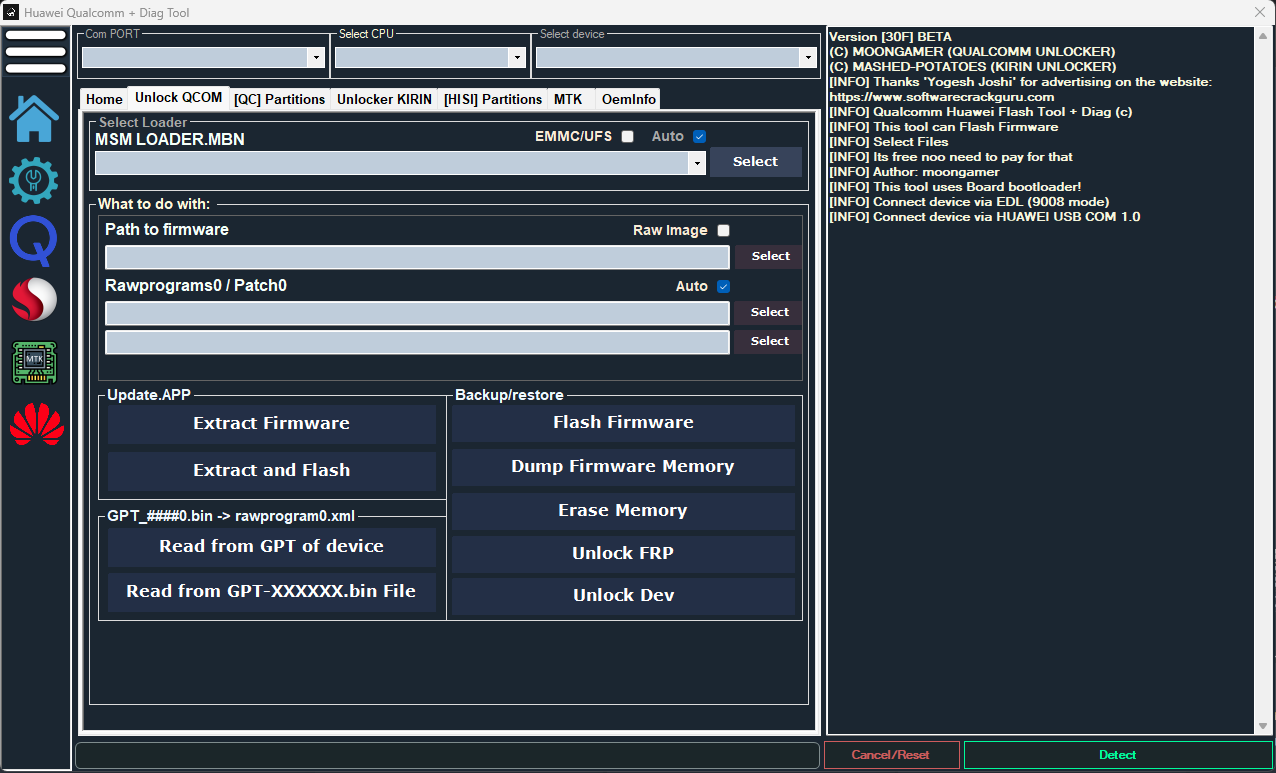 Huawei Qualcomm + Diag Tool
Com PORT
Select CPU
Select device
Home
Unlock QCOM
[QC] Partitions
Unlocker KIRIN
[HISI] Partitions
MTK
OemInfo
Select Loader
MSM LOADER.MBN
EMMC/UFS
Auto
Select
What to do with:
Path to firmware
Raw Image
Select
Rawprograms0 / Patch0
Auto
Select
Select
MTK
Update.APP
Extract Firmware
Extract and Flash
GPT_####0.bin -> rawprogram0.xml
Read from GPT of device
Read from GPT-XXXXXX.bin File
Backup/restore
Flash Firmware
Dump Firmware Memory
Erase Memory
Unlock FRP
Unlock Dev
Version [30F] BETA
(C) MOONGAMER (QUALCOMM UNLOCKER)
(C) MASHED-POTATOES (KIRIN UNLOCKER)
[INFO] Thanks 'Yogesh Joshi' for advertising on the website:
https://www.softwarecrackguru.com
[INFO] Qualcomm Huawei Flash Tool + Diag (c)
[INFO] This tool can Flash Firmware
[INFO] Select Files
[INFO] Its free noo need to pay for that
[INFO] Author: moongamer
[INFO] This tool uses Board bootloader!
[INFO] Connect device via EDL (9008 mode)
[INFO] Connect device via HUAWEI USB COM 1.0
Cancel/Reset
Detect